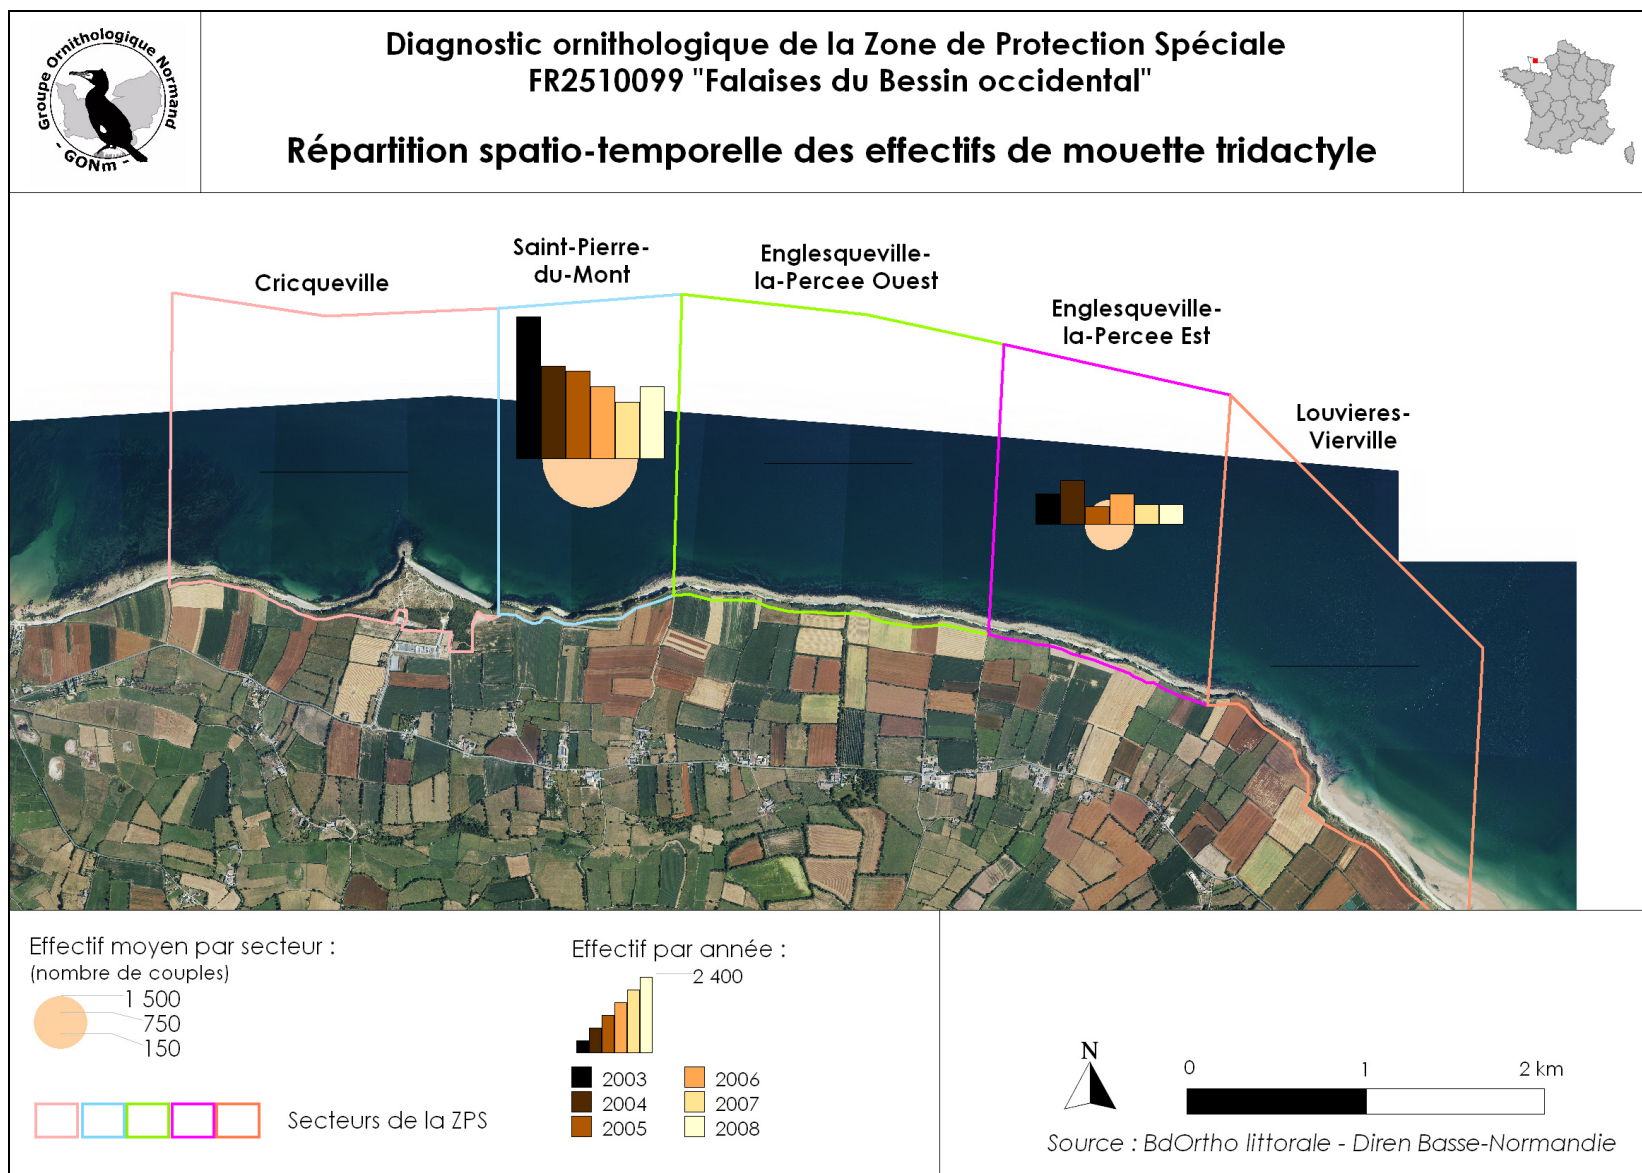 Groupe Ornithologique Normand
- GONm -
Diagnostic ornithologique de la Zone de Protection Spéciale
FR2510099 "Falaises du Bessin occidental"
Répartition spatio-temporelle des effectifs de mouette tridactyle
Cricqueville
Saint-Pierre-
du-Mont
Englesqueville-
la-Percee Ouest
Englesqueville-
la-Percee Est
Louvieres-
Vierville
Effectif moyen par secteur :
(nombre de couples)
1 500
750
150
Secteurs de la ZPS
Effectif par année :
2 400
2003
2004
2005
2006
2007
2008
N
0 1 2 km
Source : BdOrtho littorale - Diren Basse-Normandie